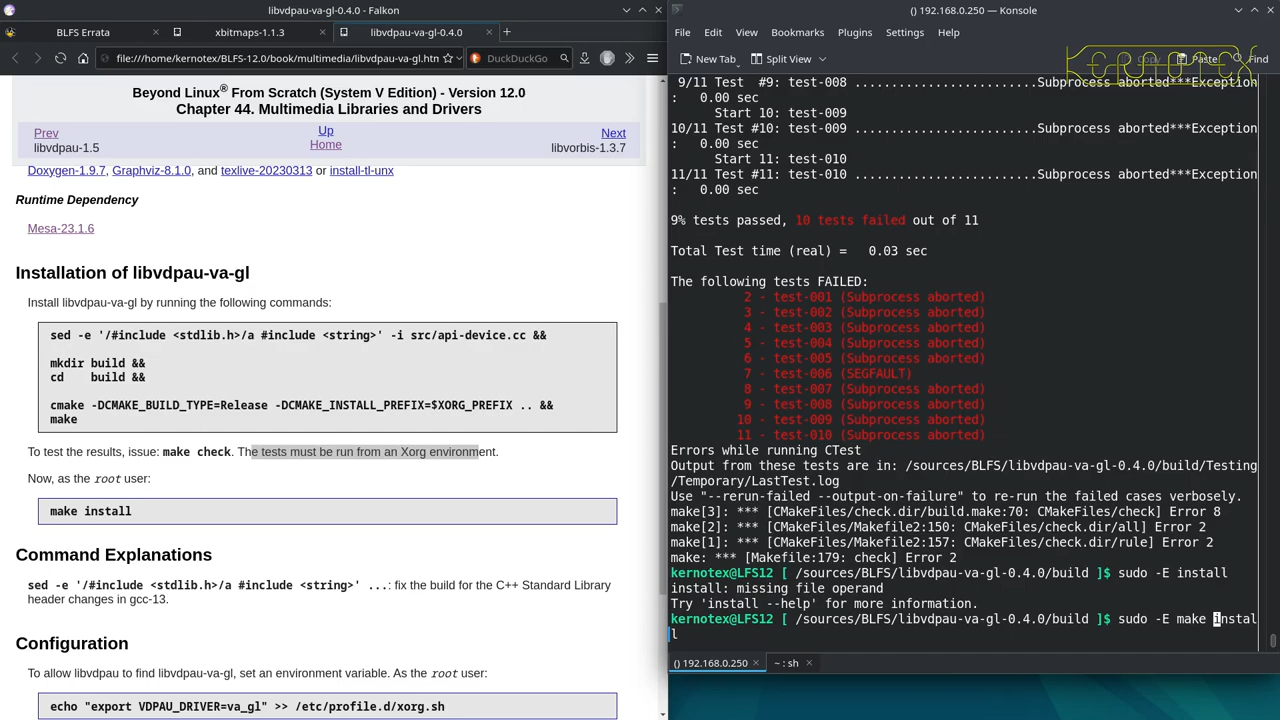 libvdpau-va-gl-0.4.0 - Falkon
BLFS Errata
xbitmaps-1.1.3
libvdpau-va-gl-0.4.0
file:///home/kernotex/BLFS-12.0/book/multimedia/libvdpau-va-gl.htm
DuckDuckGo
Beyond Linux® From Scratch (System V Edition) - Version 12.0
Chapter 44. Multimedia Libraries and Drivers
Prev
Up
Next
libvdpau-1.5
Home
libvorbis-1.3.7
Doxygen-1.9.7, Graphviz-8.1.0, and texlive-20230313 or install-tl-unx
Runtime Dependency
Mesa-23.1.6
Installation of libvdpau-va-gl
Install libvdpau-va-gl by running the following commands:
sed -e '/#include <stdlib.h>/a #include <string>' -i src/api-device.cc &&
mkdir build &&
cd    build &&
cmake -DCMAKE_BUILD_TYPE=Release -DCMAKE_INSTALL_PREFIX=$XORG_PREFIX .. &&
make
To test the results, issue: make check. The tests must be run from an Xorg environment.
Now, as the root user:
make install
Command Explanations
sed -e '/#include <stdlib.h>/a #include <string>' ...: fix the build for the C++ Standard Library
header changes in gcc-13.
Configuration
To allow libvdpau to find libvdpau-va-gl, set an environment variable. As the root user:
echo "export VDPAU_DRIVER=va_gl" >> /etc/profile.d/xorg.sh
() 192.168.0.250 — Konsole
File Edit View Bookmarks Plugins Settings Help
New Tab
Split View
Copy
Paste
Find
Kernotex
9/11 Test  #9: test-008 .........................Subprocess aborted***Exception
:   0.00 sec
Start 10: test-009
10/11 Test #10: test-009 ........................Subprocess aborted***Exception
:   0.00 sec
Start 11: test-010
11/11 Test #11: test-010 ........................Subprocess aborted***Exception
:   0.00 sec
9% tests passed, 10 tests failed out of 11
Total Test time (real) =   0.03 sec
The following tests FAILED:
2 - test-001 (Subprocess aborted)
3 - test-002 (Subprocess aborted)
4 - test-003 (Subprocess aborted)
5 - test-004 (Subprocess aborted)
6 - test-005 (Subprocess aborted)
7 - test-006 (SEGFAULT)
8 - test-007 (Subprocess aborted)
9 - test-008 (Subprocess aborted)
10 - test-009 (Subprocess aborted)
11 - test-010 (Subprocess aborted)
Errors while running CTest
Output from these tests are in: /sources/BLFS/libvdpau-va-gl-0.4.0/build/Testing
/Temporary/LastTest.log
Use "--rerun-failed --output-on-failure" to re-run the failed cases verbosely.
make[3]: *** [CMakeFiles/check.dir/build.make:70: CMakeFiles/check] Error 8
make[2]: *** [CMakeFiles/Makefile2:150: CMakeFiles/check.dir/all] Error 2
make[1]: *** [CMakeFiles/Makefile2:157: CMakeFiles/check.dir/rule] Error 2
make: *** [Makefile:179: check] Error 2
kernotex@LFS12 [ /sources/BLFS/libvdpau-va-gl-0.4.0/build ]$ sudo -E install
install: missing file operand
Try 'install --help' for more information.
kernotex@LFS12 [ /sources/BLFS/libvdpau-va-gl-0.4.0/build ]$ sudo -E make instal
l
() 192.168.0.250
~ : sh